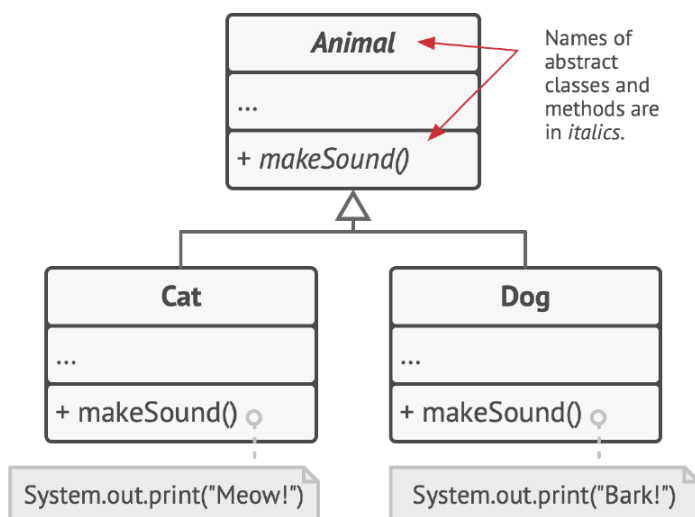 Animal
...
+ makeSound()
Names of
abstract
classes and
methods are
in italics.
Cat
...
+ makeSound()
System.out.print("Meow!")
Dog
...
+ makeSound()
System.out.print("Bark!")